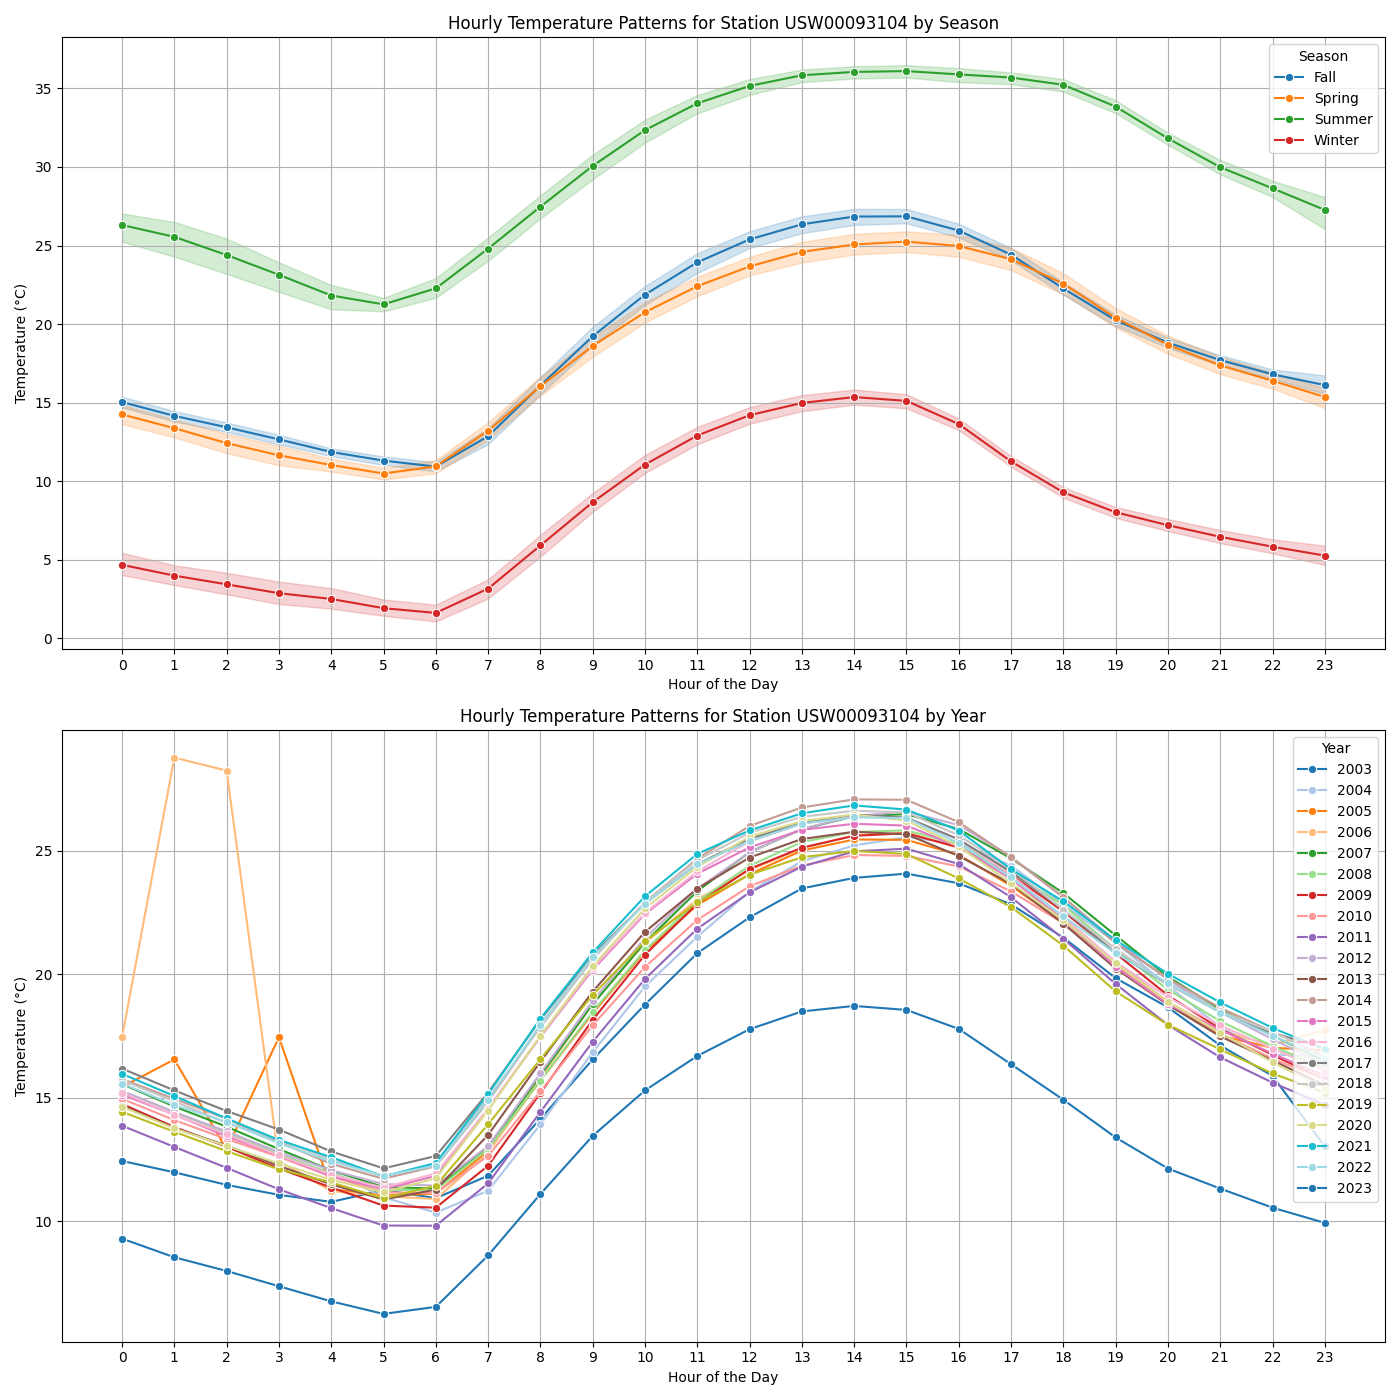 Hourly Temperature Patterns for Station USW00093104 by Season
Season
Fall
Spring
Summer
Winter
Temperature (°C)
35
30
25
20
15
10
5
0
0 1 2 3 4 5 6 7 8 9 10 11 12 13 14 15 16 17 18 19 20 21 22 23
Hour of the Day
Hourly Temperature Patterns for Station USW00093104 by Year
Year
2003
2004
2005
2006
2007
2008
2009
2010
2011
2012
2013
2014
2015
2016
2017
2018
2019
2020
2021
2022
2023
Temperature (°C)
25
20
15
10
0 1 2 3 4 5 6 7 8 9 10 11 12 13 14 15 16 17 18 19 20 21 22 23
Hour of the Day